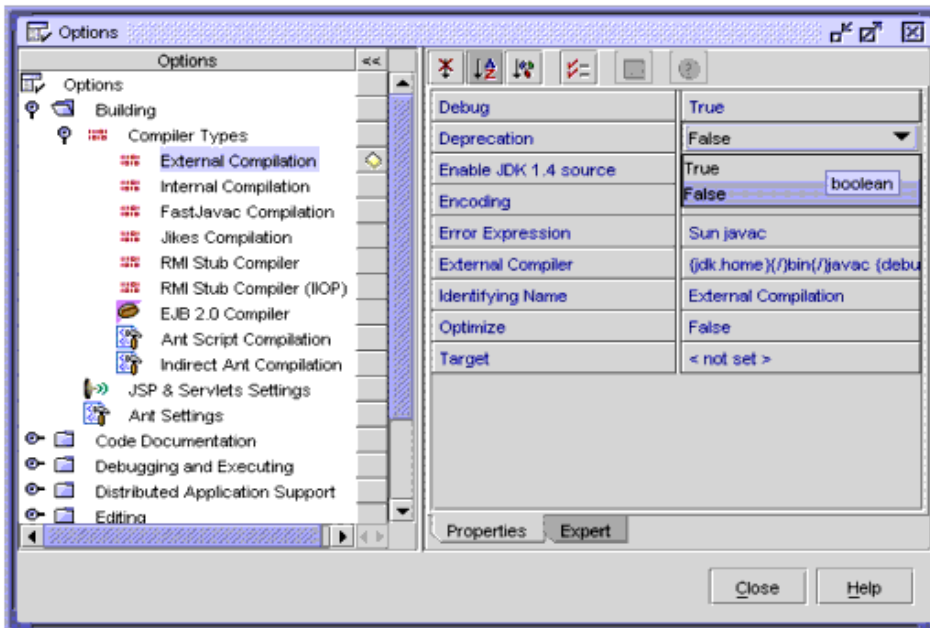 Options
Options <<
Options
Building
Compiler Types
External Compilation
Internal Compilation
FastJavac Compilation
Jikes Compilation
RMI Stub Compiler
RMI Stub Compiler (IIOP)
EJB 2.0 Compiler
Ant Script Compilation
Indirect Ant Compilation
JSP & Servlets Settings
Ant Settings
Code Documentation
Debugging and Executing
Distributed Application Support
Editing
Debug True
Deprecation False
Enable JDK 1.4 source True
boolean
Encoding False
Error Expression Sun javac
External Compiler {jdk.home}{/}bin{/}javac {debu
Identifying Name External Compilation
Optimize False
Target < not set >
Properties Expert
Close Help